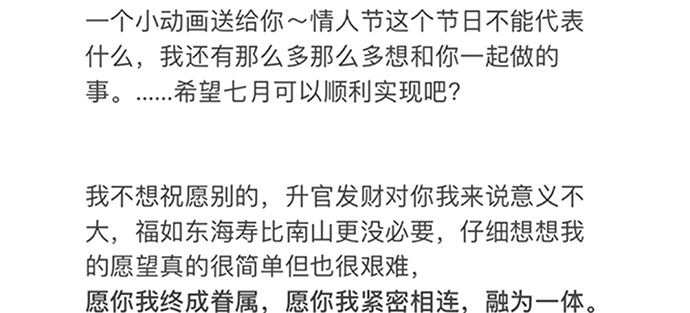 一个小动画送给你～情人节这个节日不能代表
什么，我还有那么多那么多想和你一起做的
事。......希望七月可以顺利实现吧？
我不想祝愿别的，升官发财对你我来说意义不
大，福如东海寿比南山更没必要，仔细想想我
的愿望真的很简单但也很艰难，
愿你我终成眷属，愿你我紧密相连，融为一体。